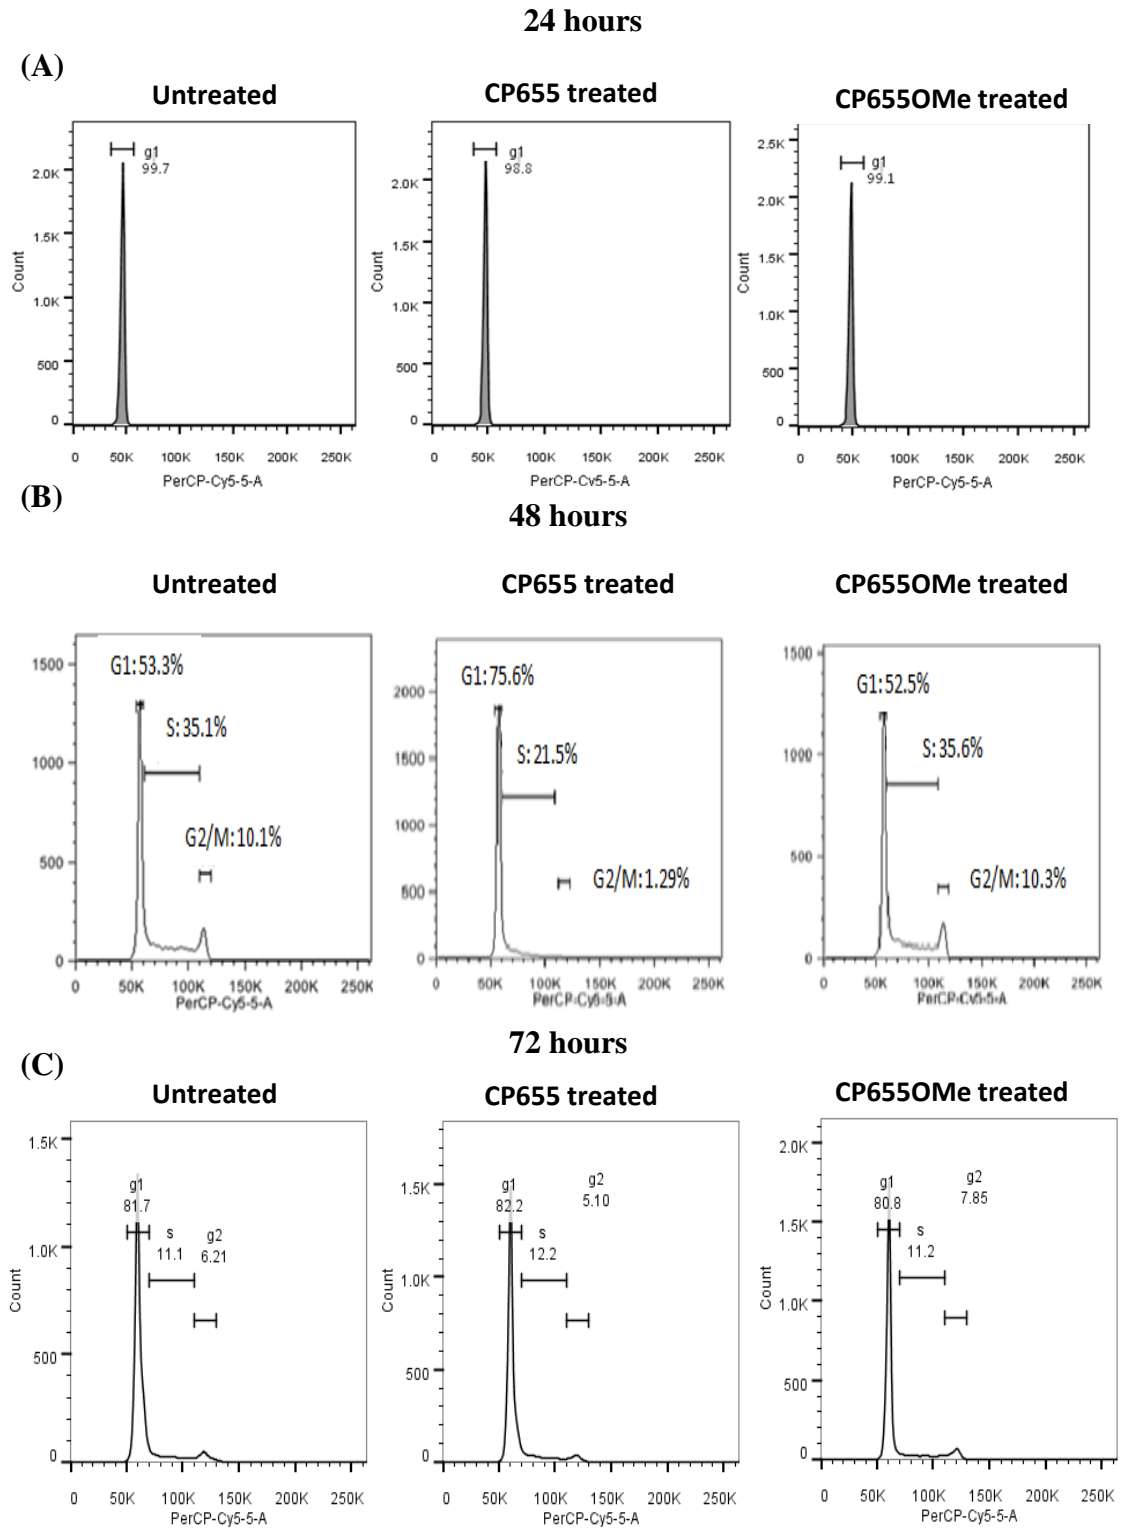 24 hours
(A)
Untreated
CP655 treated
CP655OMe treated
g1
99.7
2.0K
1.5K
1.0K
500
0
Count
0 50K 100K 150K 200K 250K
PerCP-Cy5-5-A
g1
98.8
2.0K
1.5K
1.0K
500
0
Count
0 50K 100K 150K 200K 250K
PerCP-Cy5-5-A
g1
99.1
2.5K
2.0K
1.5K
1.0K
500
0
Count
0 50K 100K 150K 200K 250K
PerCP-Cy5-5-A
(B)
48 hours
Untreated
CP655 treated
CP655OMe treated
G1:53.3%
S:35.1%
G2/M:10.1%
1500
1000
500
0
0 50K 100K 150K 200K 250K
PerCP-Cy5-5-A
G1:75.6%
S:21.5%
G2/M:1.29%
2000
1500
1000
500
0
0 50K 100K 150K 200K 250K
PerCP-Cy5-5-A
G1:52.5%
S:35.6%
G2/M:10.3%
1500
1000
500
0
0 50K 100K 150K 200K 250K
PerCP-Cy5-5-A
72 hours
(C)
Untreated
CP655 treated
CP655OMe treated
g1
81.7
s
11.1
g2
6.21
1.5K
1.0K
500
0
Count
0 50K 100K 150K 200K 250K
PerCP-Cy5-5-A
g1
82.2
s
12.2
g2
5.10
1.5K
1.0K
500
0
Count
0 50K 100K 150K 200K 250K
PerCP-Cy5-5-A
g1
80.8
s
11.2
g2
7.85
2.0K
1.5K
1.0K
500
0
Count
0 50K 100K 150K 200K 250K
PerCP-Cy5-5-A